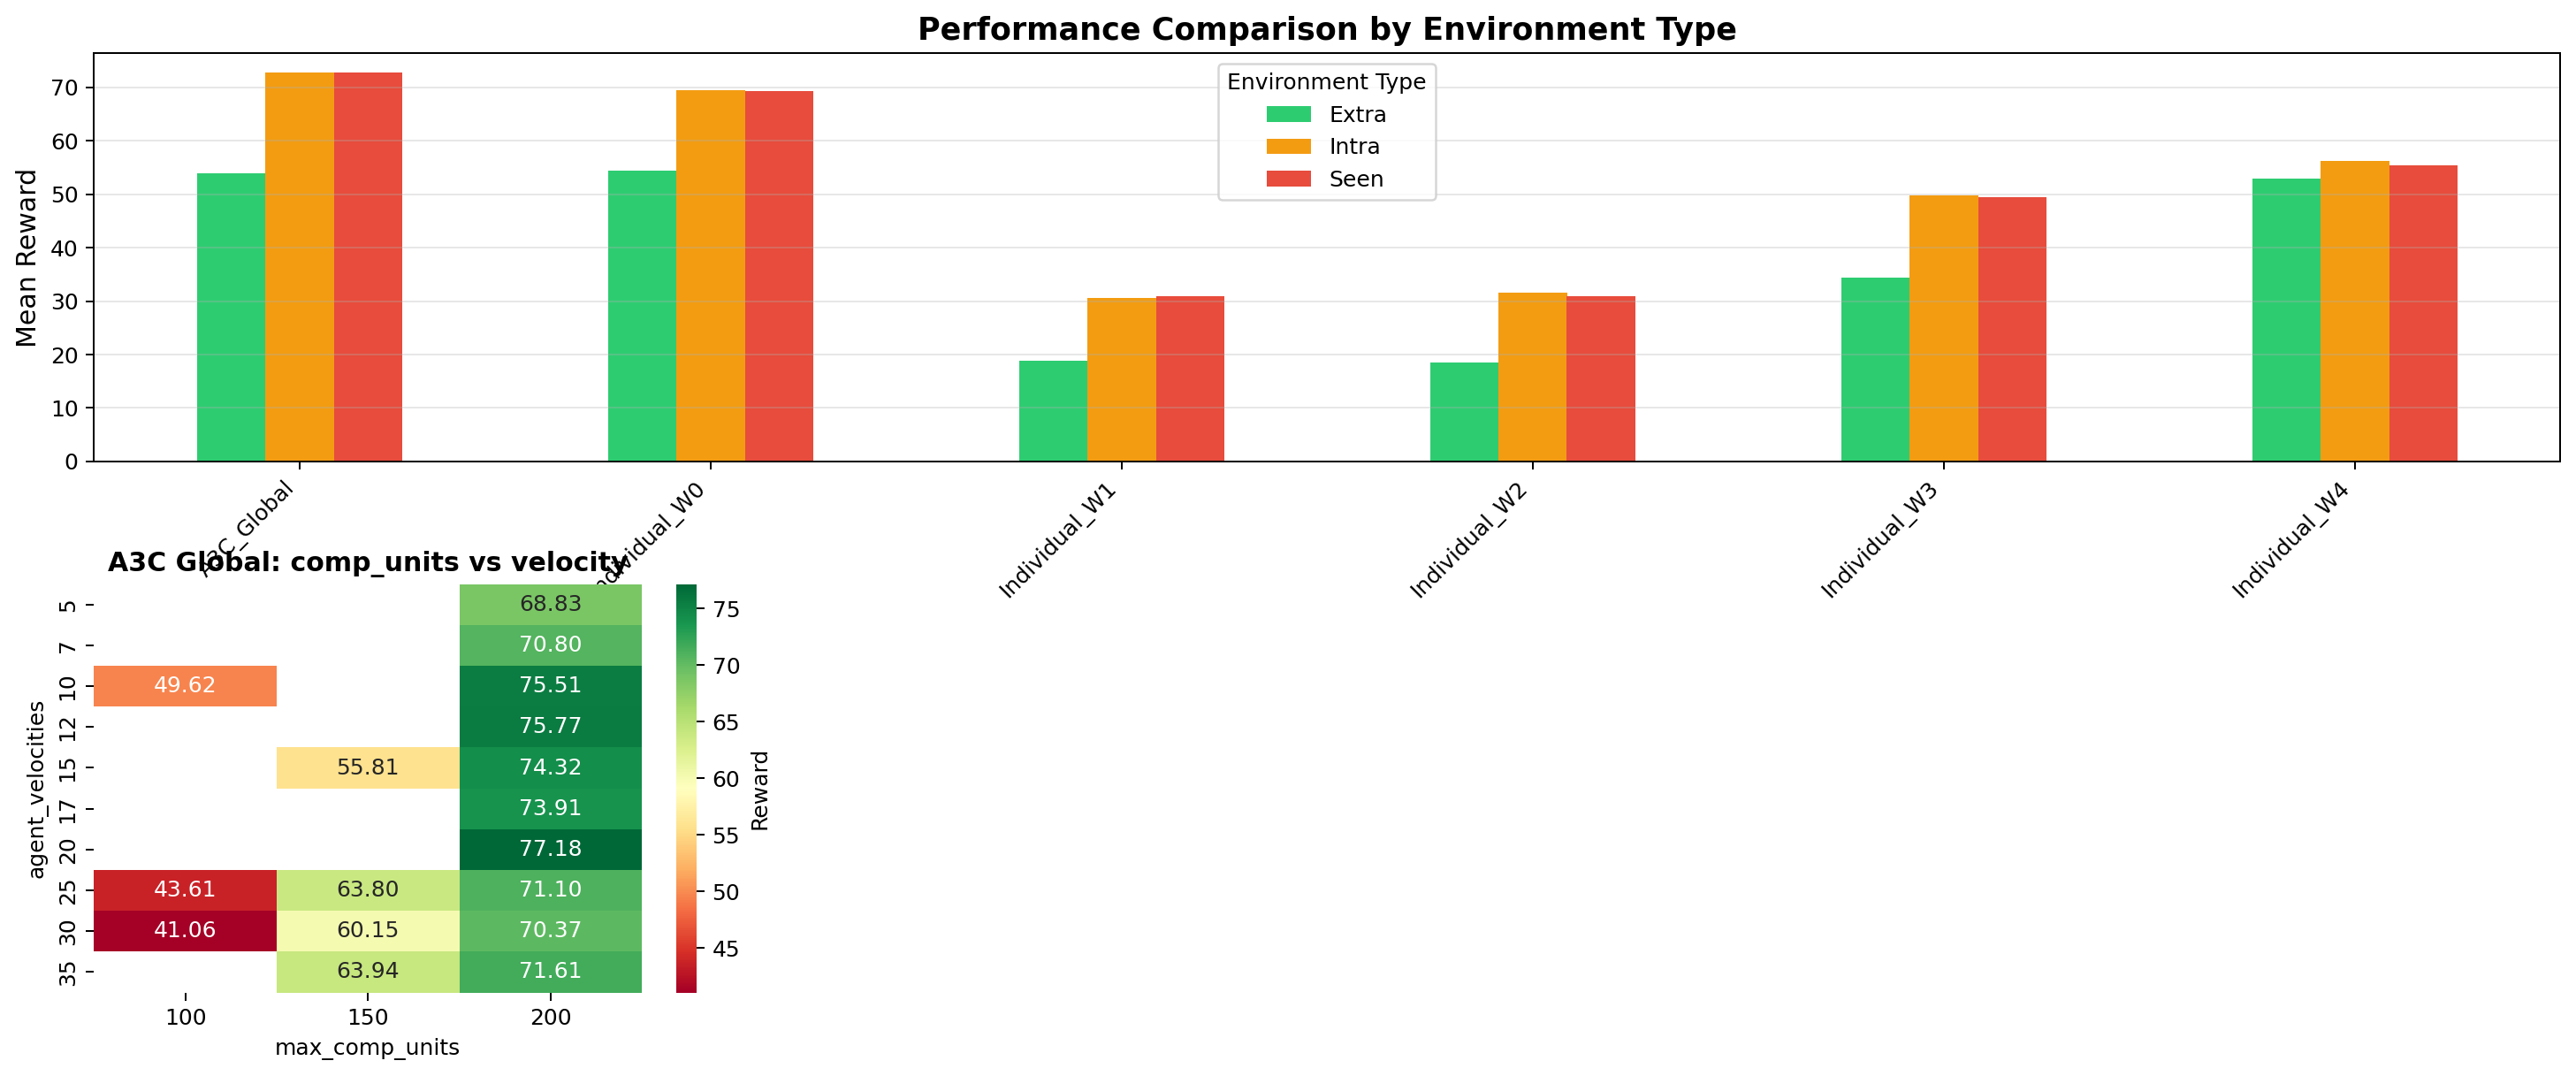 Performance Comparison by Environment Type
Mean Reward
70
60
50
40
30
20
10
0
Environment Type
Extra
Intra
Seen
A3C_Global
Individual_W0
Individual_W1
Individual_W2
Individual_W3
Individual_W4
A3C Global: comp_units vs velocity
agent_velocities
5 68.83
7 70.80
10 49.62 75.51
12 75.77
15 55.81 74.32
17 73.91
20 77.18
25 43.61 63.80 71.10
30 41.06 60.15 70.37
35 63.94 71.61
100 150 200
max_comp_units
75
70
65
60
55
50
45
Reward